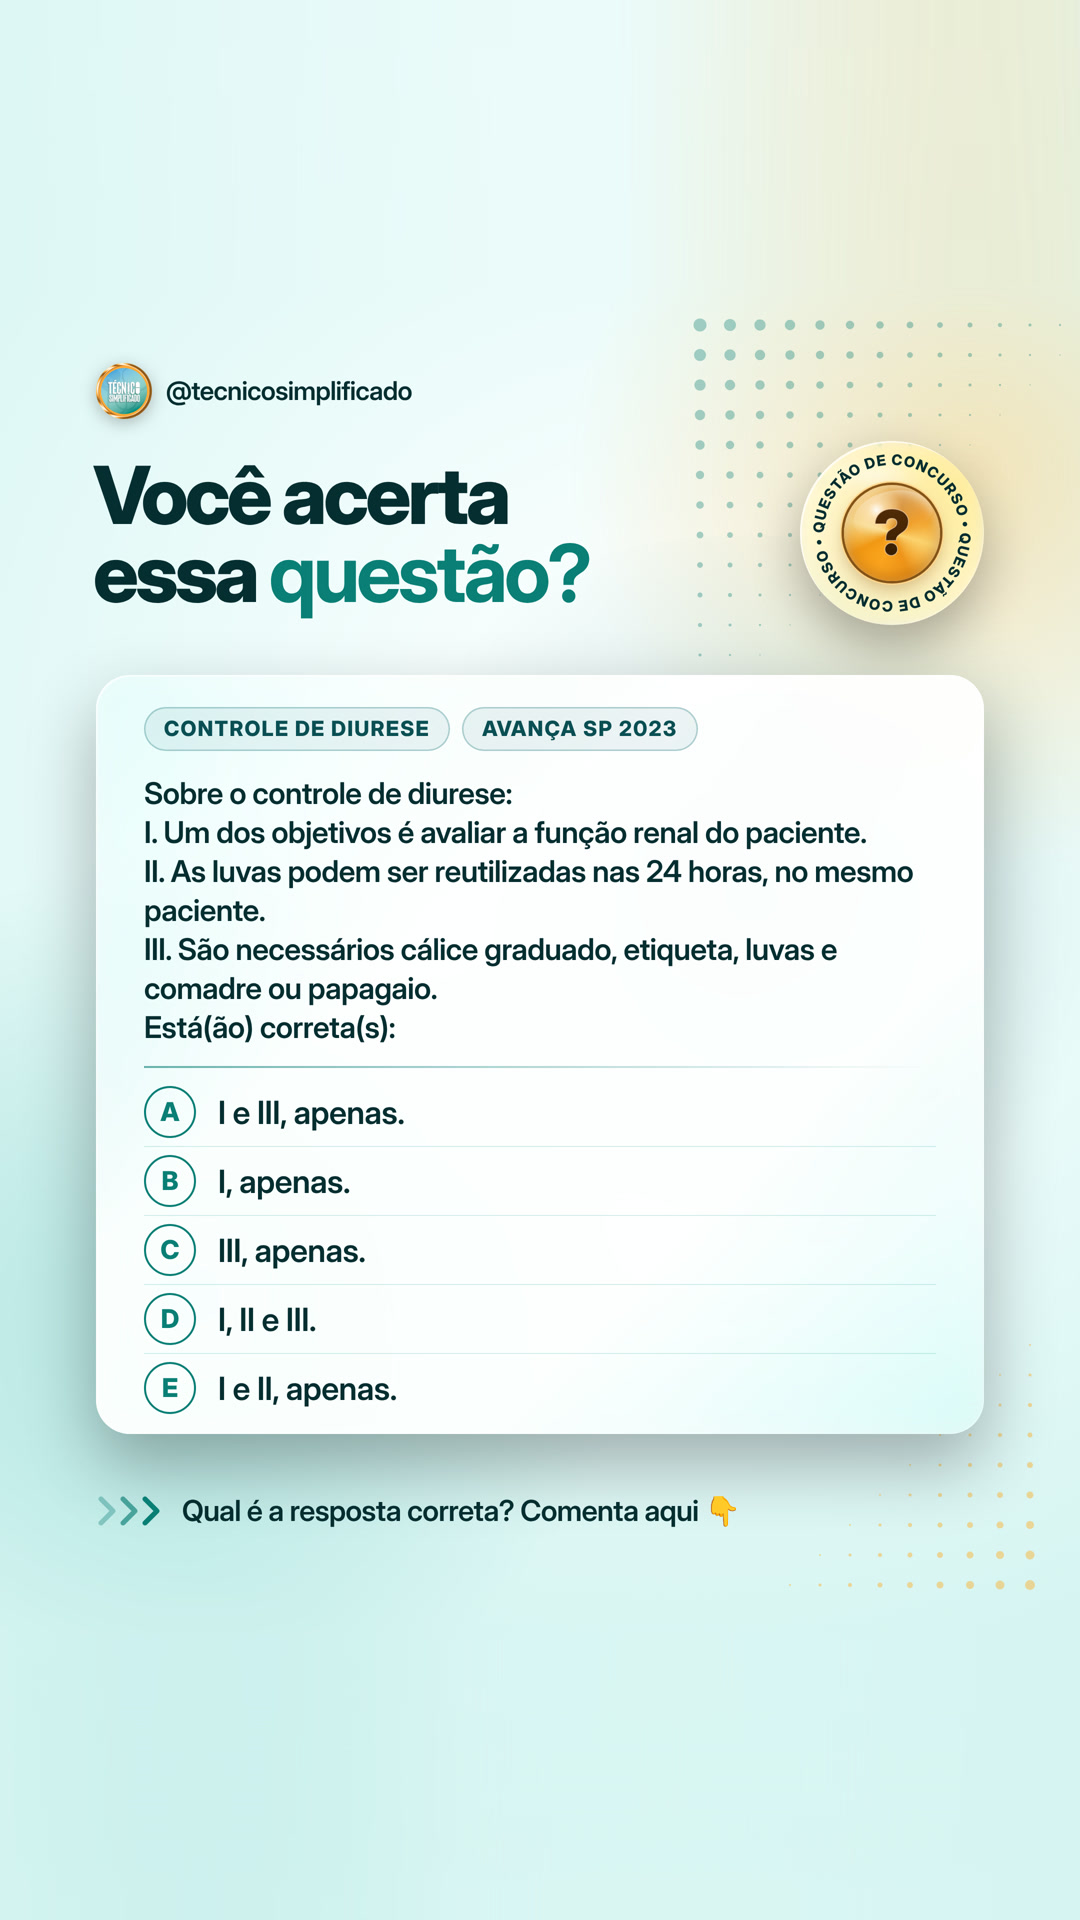 TÉCNICO
SIMPLIFICADO
@tecnicosimplificado
Você acerta
essa questão?
QUESTÃO DE CONCURSO • QUESTÃO DE CONCURSO •
?
CONTROLE DE DIURESE
AVANÇA SP 2023
Sobre o controle de diurese:
I. Um dos objetivos é avaliar a função renal do paciente.
II. As luvas podem ser reutilizadas nas 24 horas, no mesmo
paciente.
III. São necessários cálice graduado, etiqueta, luvas e
comadre ou papagaio.
Está(ão) correta(s):
A I e III, apenas.
B I, apenas.
C III, apenas.
D I, II e III.
E I e II, apenas.
Qual é a resposta correta? Comenta aqui 👇